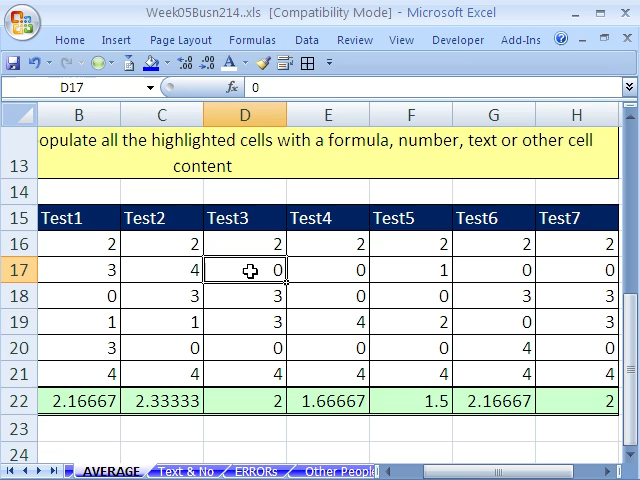 Week05Busn214..xls [Compatibility Mode] - Microsoft Excel
Home Insert Formulas Data Review Developer Add-Ins
D17 fx 0
B C D E F G H
13 opulate all the highlighted cells with a formula, number, text or other cell
content
14
15 Test1 Test2 Test3 Test4 Test5 Test6 Test7
16 2 2 2 2 2 2 2
17 3 4 0 0 1 0 0
18 0 3 3 0 0 3 3
19 1 1 3 4 2 0 3
20 3 0 0 0 0 4 0
21 4 4 4 4 4 4 4
22 2.16667 2.33333 2 1.66667 1.5 2.16667 2
23
24
AVERAGE Text & No ERRORs Other People